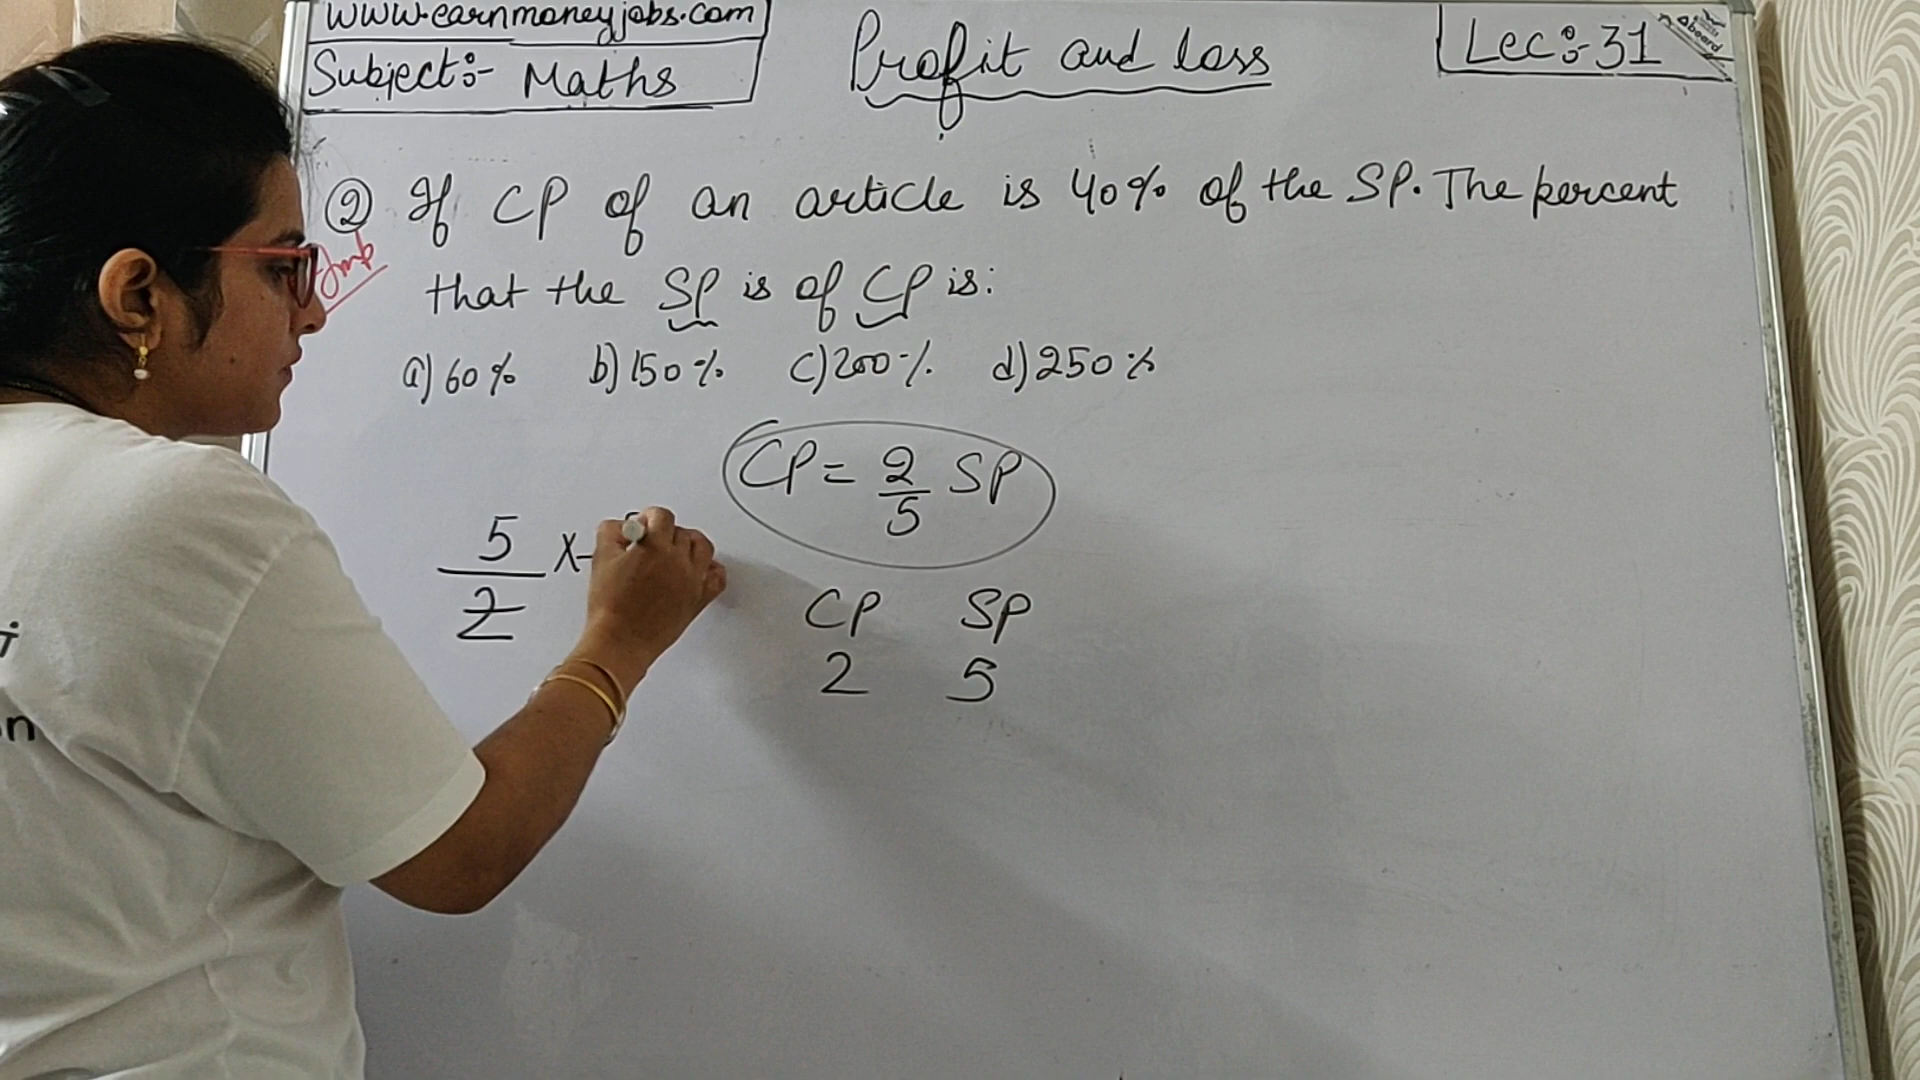 www.earnmoneyjobs.com
Subject:- Maths
Profit and loss
Lec:-31
② If CP of an article is 40% of the SP. The percent
Imp
that the SP is of CP is:
a) 60% b) 150% c) 200% d) 250%
CP = 2/5 SP
5/2 x
CP SP
2 5